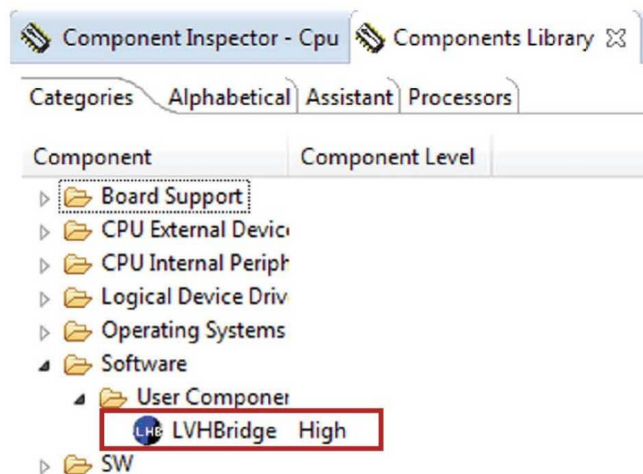 Component Inspector - Cpu Components Library
Categories Alphabetical Assistant Processors
Component Component Level
Board Support
CPU External Devic
CPU Internal Periph
Logical Device Driv
Operating Systems
Software
User Componer
LHB LVHBridge High
SW